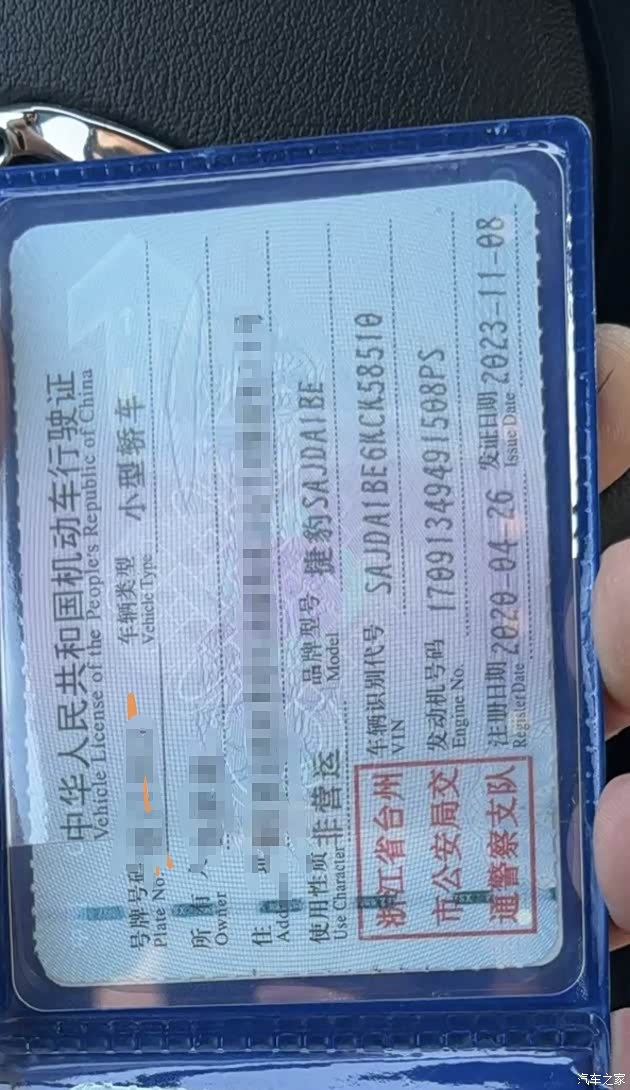 中华人民共和国机动车行驶证
Vehicle License of the People's Republic of China
号牌号码
Plate No.
车辆类型 小型轿车
Vehicle Type
所有人
Owner
住
Add
使用性质 非营运
Use Character
品牌型号 捷豹SAJDA1BE
Model
浙江省台州
市公安局交
通警察支队
车辆识别代号 SAJDA1BE6KCK58510
VIN
发动机号码 170913494915O8PS
Engine No.
注册日期 2020-04-26 发证日期 2023-11-08
Register Date Issue Date
汽车之家